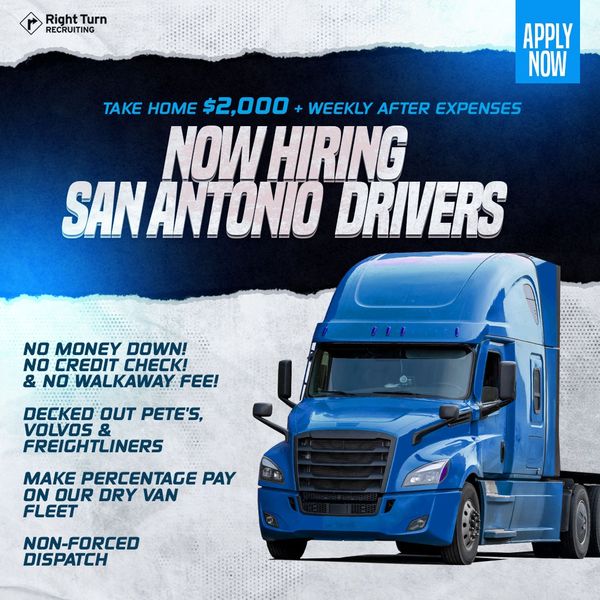 Right Turn
RECRUITING
APPLY
NOW
TAKE HOME $2,000 + WEEKLY AFTER EXPENSES
NOW HIRING
SAN ANTONIO DRIVERS
NO MONEY DOWN!
NO CREDIT CHECK!
& NO WALKAWAY FEE!
DECKED OUT PETE'S,
VOLVOS &
FREIGHTLINERS
MAKE PERCENTAGE PAY
ON OUR DRY VAN
FLEET
NON-FORCED
DISPATCH